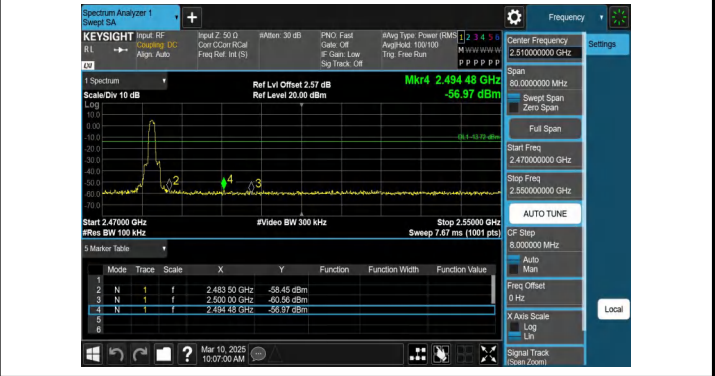 Spectrum Analyzer 1
Swept SA
+
Frequency
KEYSIGHT
RL
LXI
Input: RF
Coupling: DC
Align: Auto
Input Z: 50 Ω
Corr CCorr RCal
Freq Ref: Int (S)
#Atten: 30 dB
PNO: Fast
Gate: Off
IF Gain: Low
Sig Track: Off
#Avg Type: Power (RMS
Avg|Hold: 100/100
Trig: Free Run
1 2 3 4 5 6
M W W W W W
P P P P P P
1 Spectrum
Scale/Div 10 dB
Ref Lvl Offset 2.57 dB
Ref Level 20.00 dBm
Mkr4 2.494 48 GHz
-56.97 dBm
Log
10.0
0.00
-10.0
DL1 -13.72 dBm
-20.0
-30.0
-40.0
-50.0
-60.0
-70.0
2
4
3
Start 2.47000 GHz
#Res BW 100 kHz
#Video BW 300 kHz
Stop 2.55000 GHz
Sweep 7.67 ms (1001 pts)
5 Marker Table
Mode Trace Scale X Y Function Function Width Function Value
1
2 N 1 f 2.483 50 GHz -58.45 dBm
3 N 1 f 2.500 00 GHz -60.56 dBm
4 N 1 f 2.494 48 GHz -56.97 dBm
5
6
?
Mar 10, 2025
10:07:00 AM
Center Frequency
2.510000000 GHz
Settings
Span
80.0000000 MHz
Swept Span
Zero Span
Full Span
Start Freq
2.470000000 GHz
Stop Freq
2.550000000 GHz
AUTO TUNE
CF Step
8.000000 MHz
Auto
Man
Freq Offset
0 Hz
X Axis Scale
Log
Lin
Signal Track
(Span Zoom)
Local